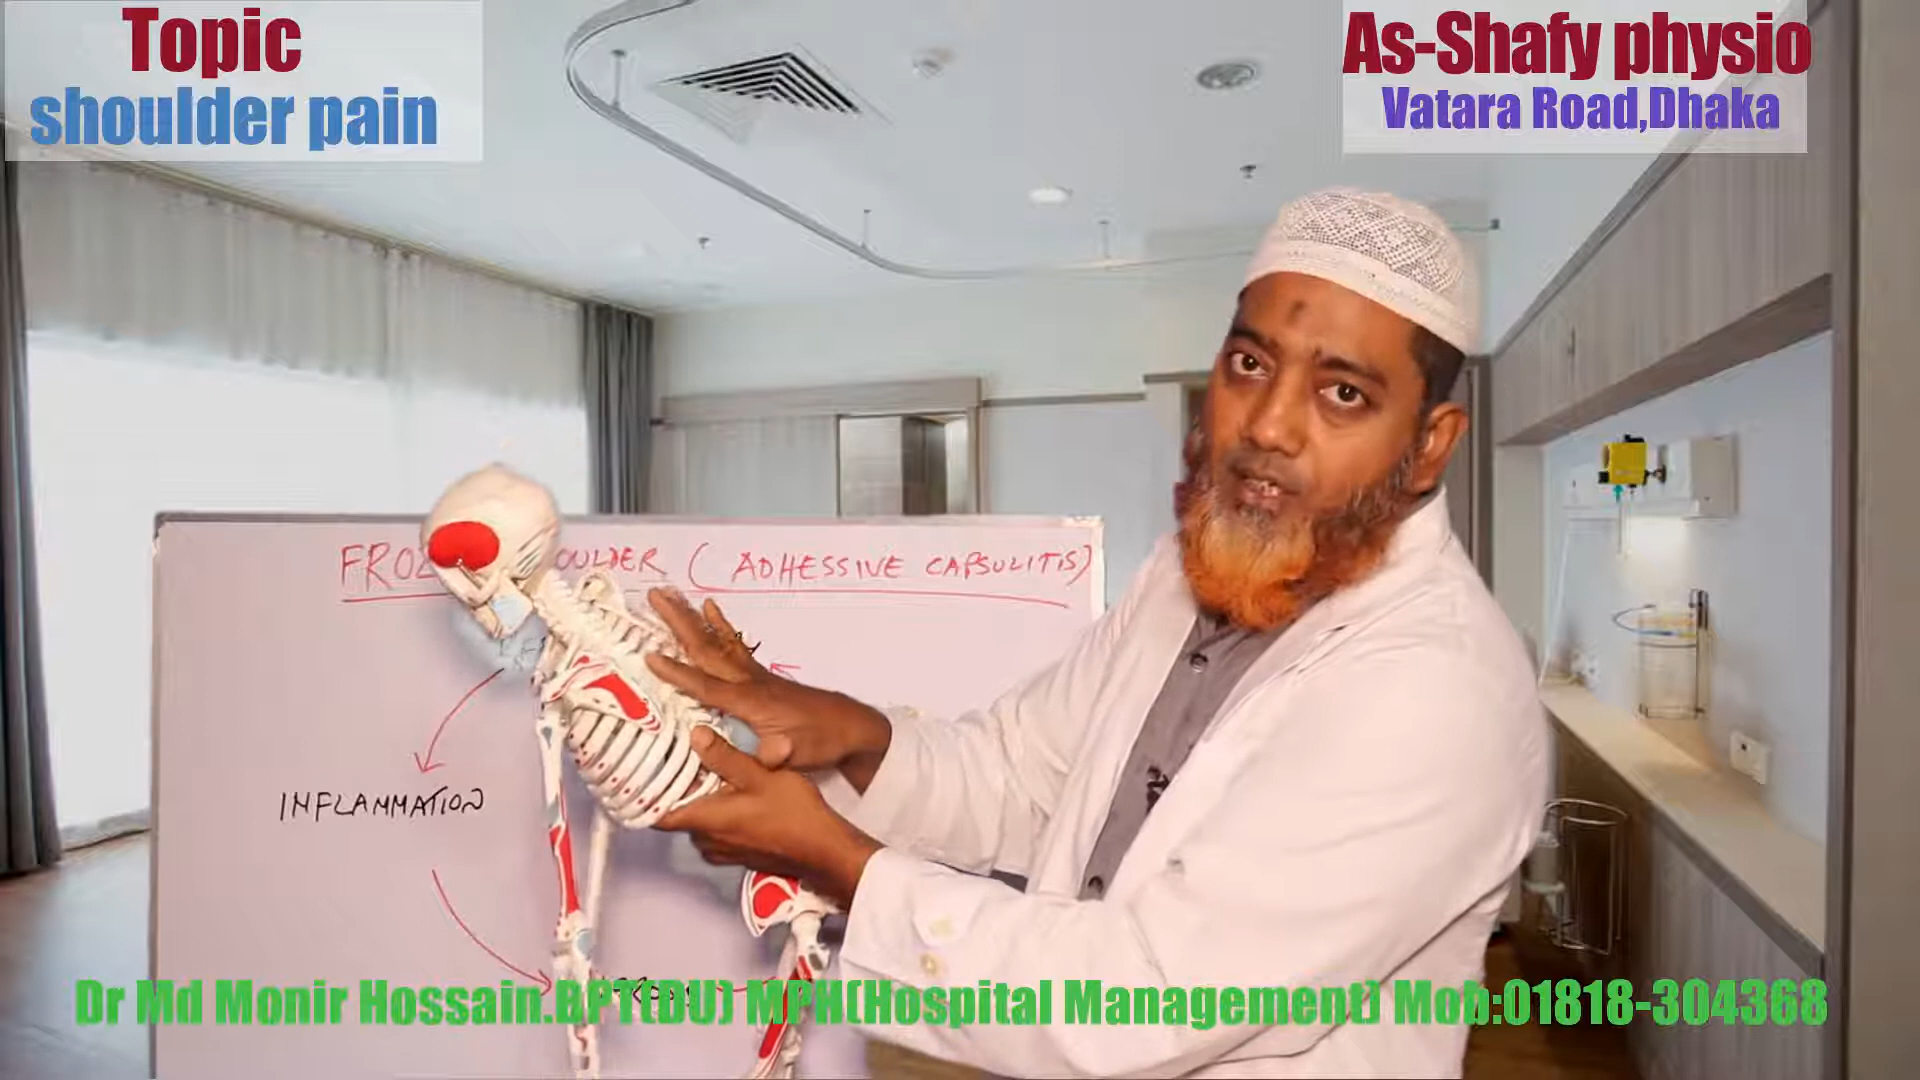 Topic
shoulder pain
As-Shafy physio
Vatara Road,Dhaka
(ADHESSIVE CAPSULITIS)
INFLAMMATION
Dr Md Monir Hossain.BPT(DU) MPH(Hospital Management) Mob:01818-304368